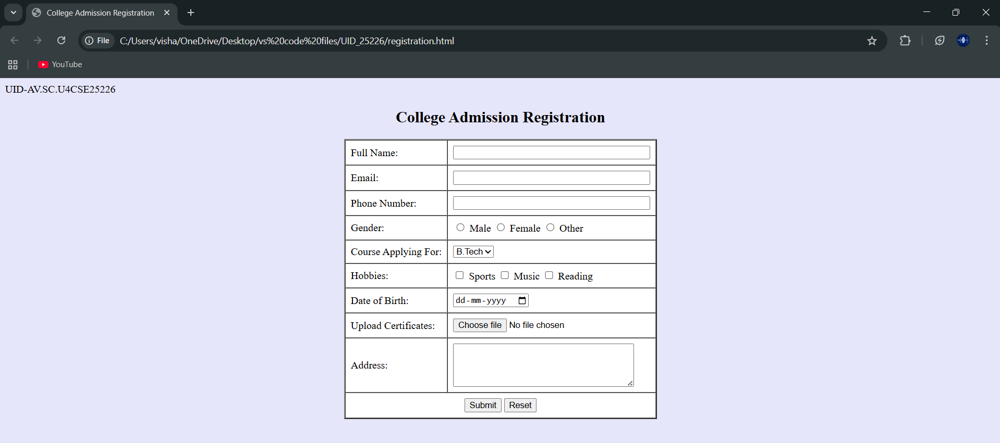 College Admission Registration
File C:/Users/visha/OneDrive/Desktop/vs%20code%20files/UID_25226/registration.html
YouTube
UID-AV.SC.U4CSE25226
College Admission Registration
Full Name:
Email:
Phone Number:
Gender: Male Female Other
Course Applying For: B.Tech
Hobbies: Sports Music Reading
Date of Birth: dd-mm-yyyy
Upload Certificates: Choose file No file chosen
Address:
Submit Reset